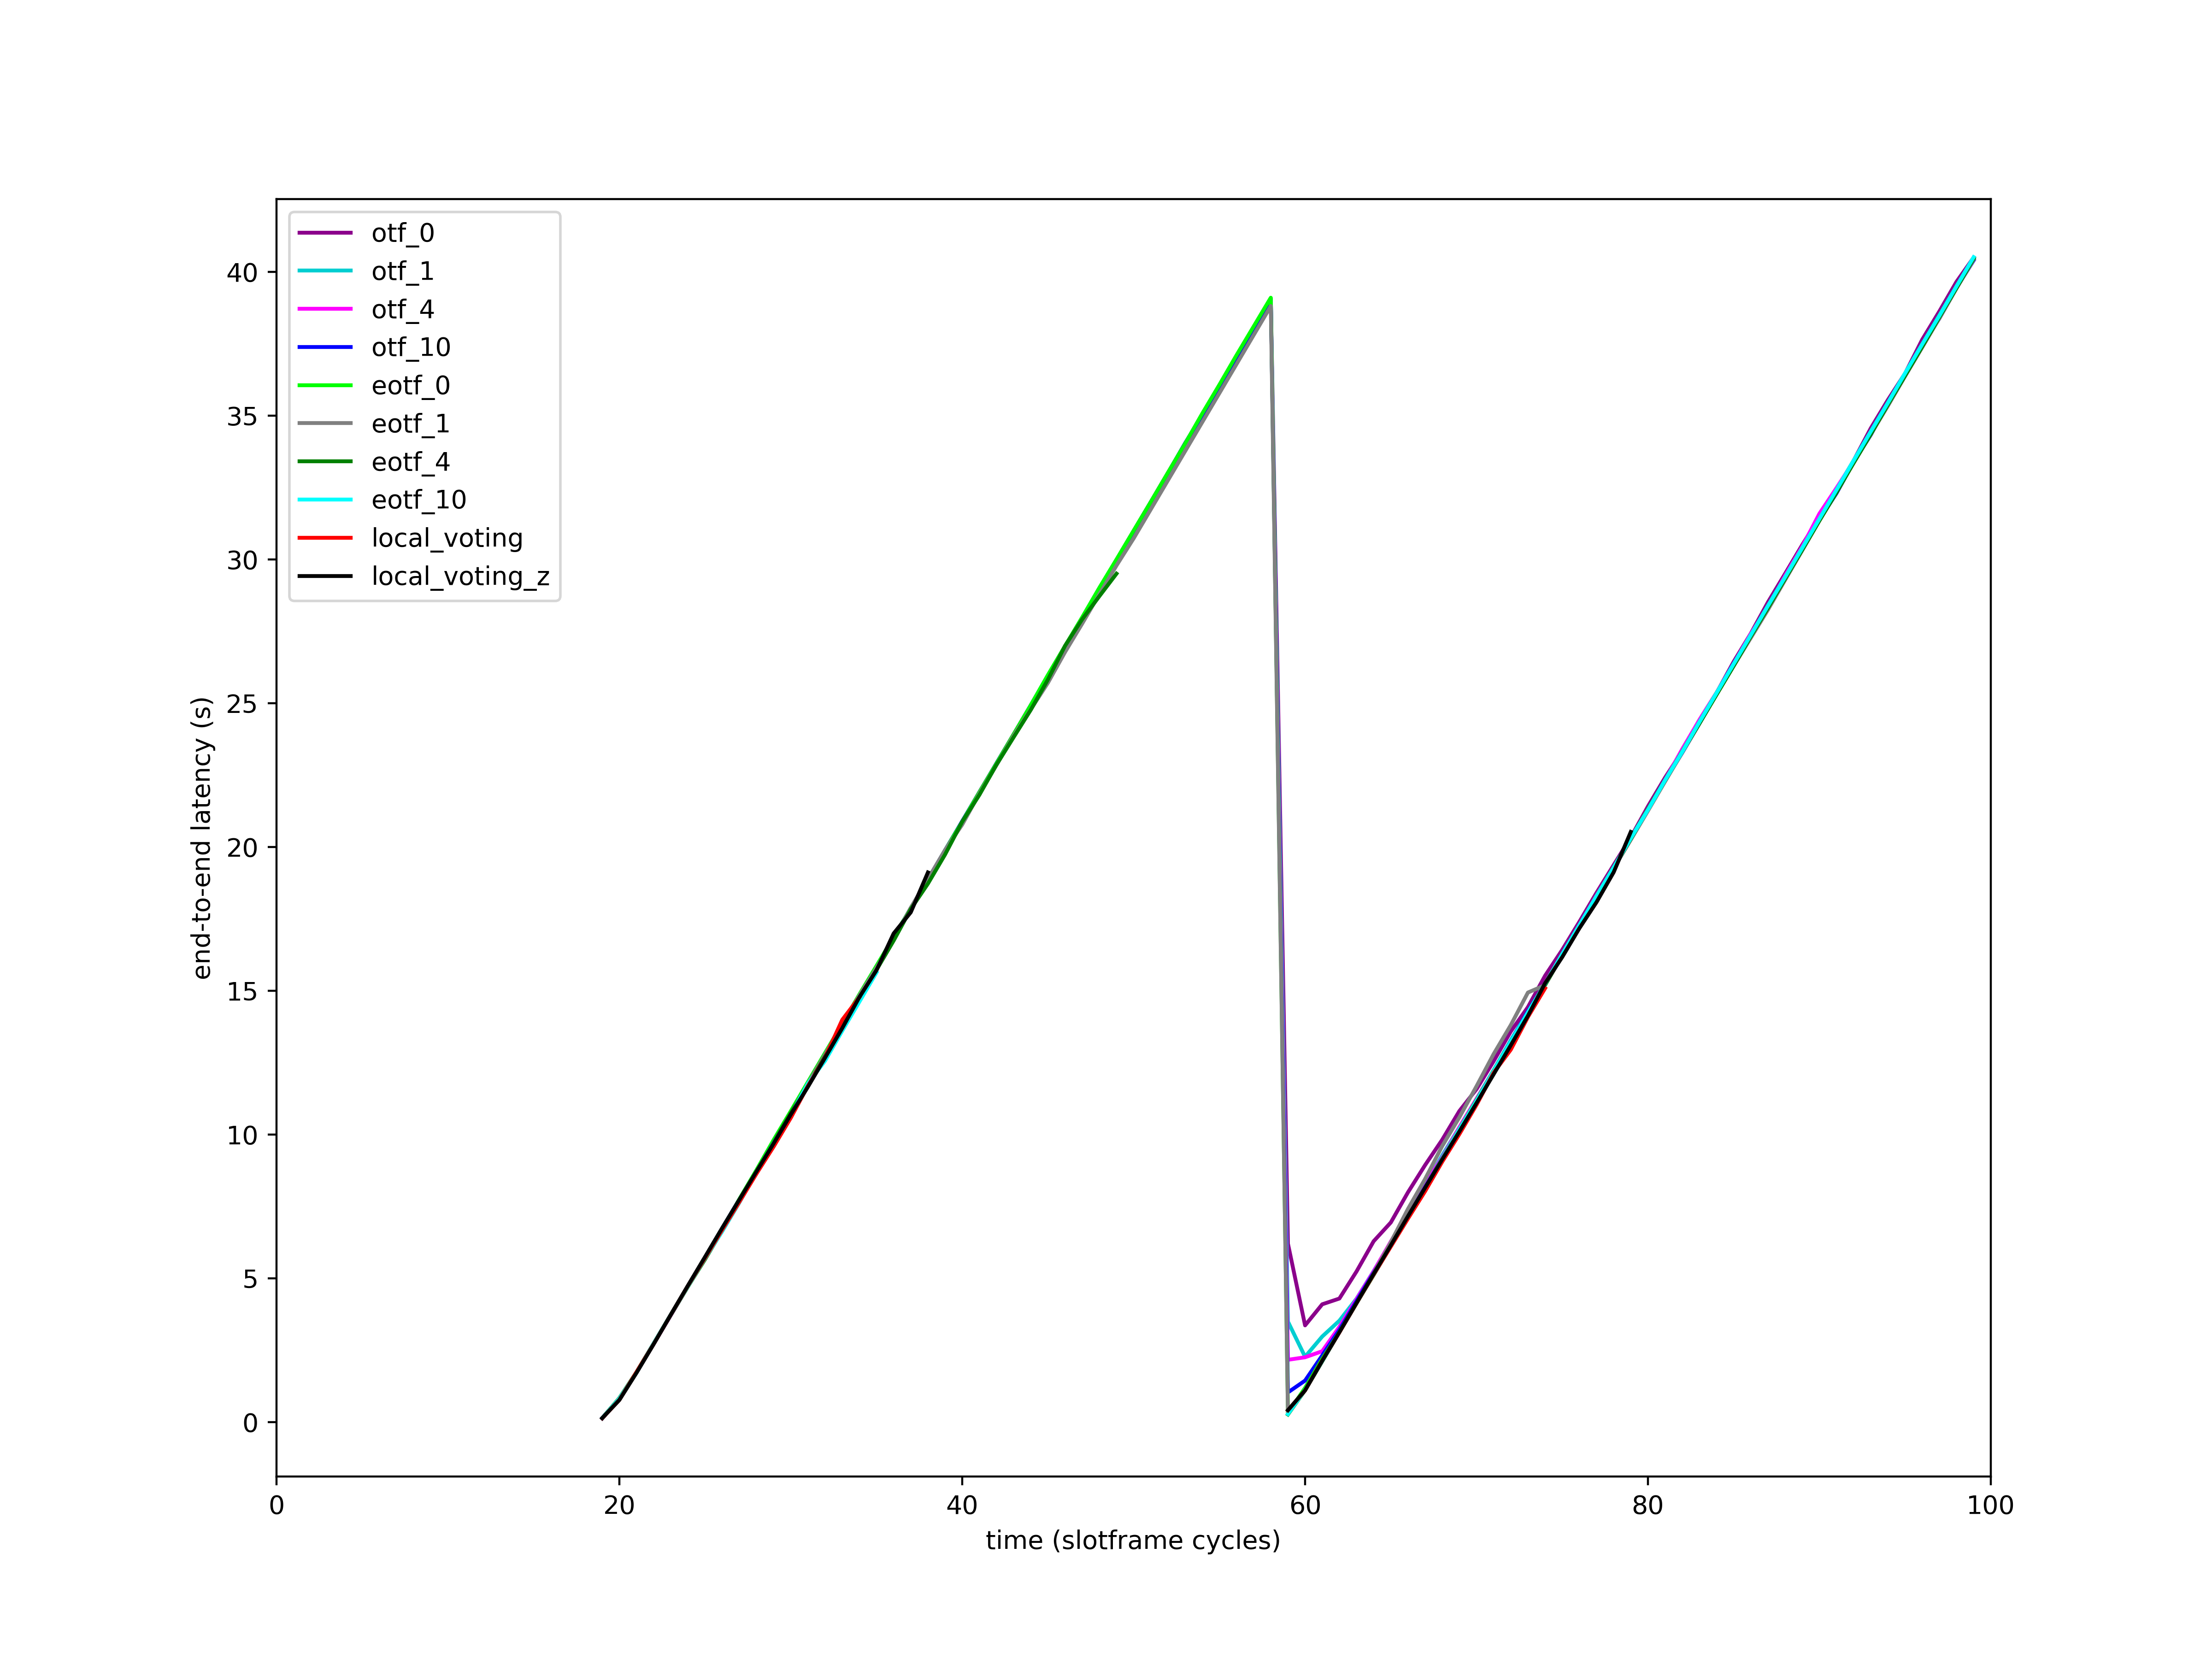 otf_0
otf_1
otf_4
otf_10
eotf_0
eotf_1
eotf_4
eotf_10
local_voting
local_voting_z
40
35
30
25
20
15
10
5
0
end-to-end latency (s)
0 20 40 60 80 100
time (slotframe cycles)